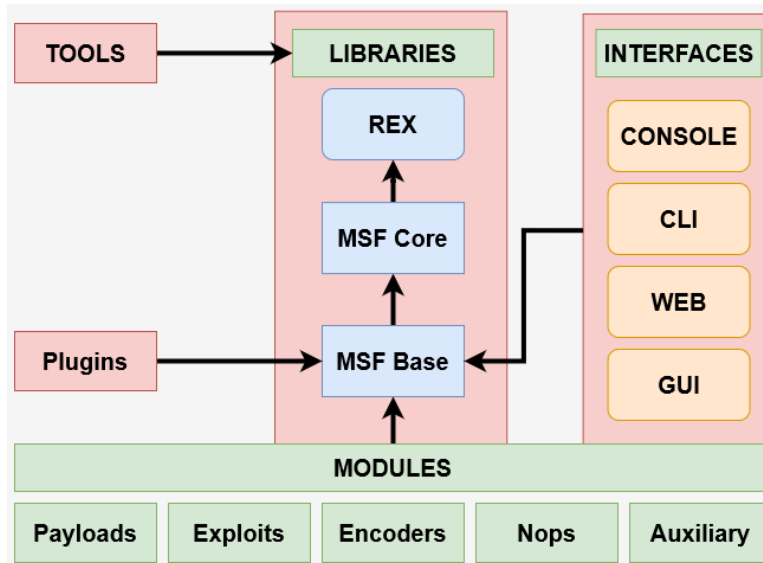 TOOLS
LIBRARIES
INTERFACES
REX
CONSOLE
MSF Core
CLI
WEB
Plugins
MSF Base
GUI
MODULES
Payloads
Exploits
Encoders
Nops
Auxiliary